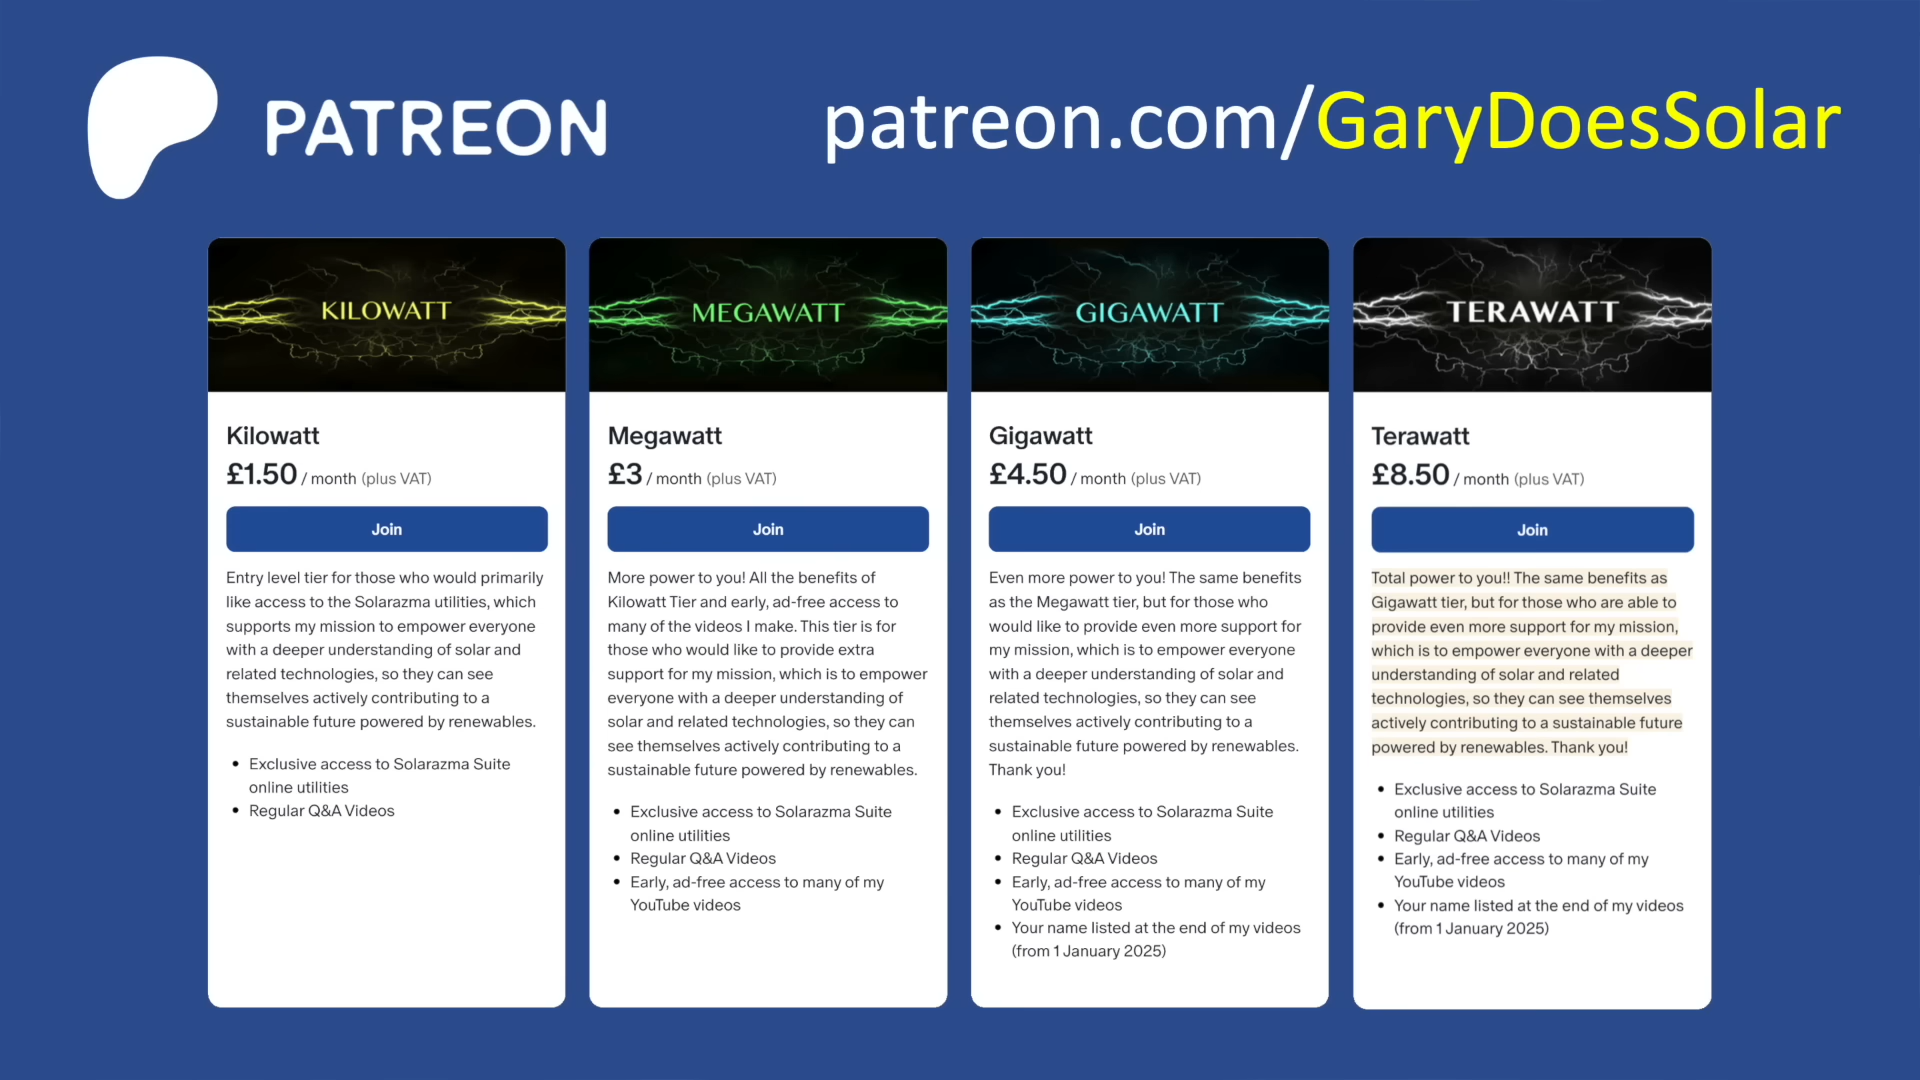 PATREON
patreon.com/GaryDoesSolar
KILOWATT
Kilowatt
£1.50 / month (plus VAT)
Join
Entry level tier for those who would primarily
like access to the Solarazma utilities, which
supports my mission to empower everyone
with a deeper understanding of solar and
related technologies, so they can see
themselves actively contributing to a
sustainable future powered by renewables.
• Exclusive access to Solarazma Suite
online utilities
• Regular Q&A Videos
MEGAWATT
Megawatt
£3 / month (plus VAT)
Join
More power to you! All the benefits of
Kilowatt Tier and early, ad-free access to
many of the videos I make. This tier is for
those who would like to provide extra
support for my mission, which is to empower
everyone with a deeper understanding of
solar and related technologies, so they can
see themselves actively contributing to a
sustainable future powered by renewables.
• Exclusive access to Solarazma Suite
online utilities
• Regular Q&A Videos
• Early, ad-free access to many of my
YouTube videos
GIGAWATT
Gigawatt
£4.50 / month (plus VAT)
Join
Even more power to you! The same benefits
as the Megawatt tier, but for those who
would like to provide even more support for
my mission, which is to empower everyone
with a deeper understanding of solar and
related technologies, so they can see
themselves actively contributing to a
sustainable future powered by renewables.
Thank you!
• Exclusive access to Solarazma Suite
online utilities
• Regular Q&A Videos
• Early, ad-free access to many of my
YouTube videos
• Your name listed at the end of my videos
(from 1 January 2025)
TERAWATT
Terawatt
£8.50 / month (plus VAT)
Join
Total power to you!! The same benefits as
Gigawatt tier, but for those who are able to
provide even more support for my mission,
which is to empower everyone with a deeper
understanding of solar and related
technologies, so they can see themselves
actively contributing to a sustainable future
powered by renewables. Thank you!
• Exclusive access to Solarazma Suite
online utilities
• Regular Q&A Videos
• Early, ad-free access to many of my
YouTube videos
• Your name listed at the end of my videos
(from 1 January 2025)